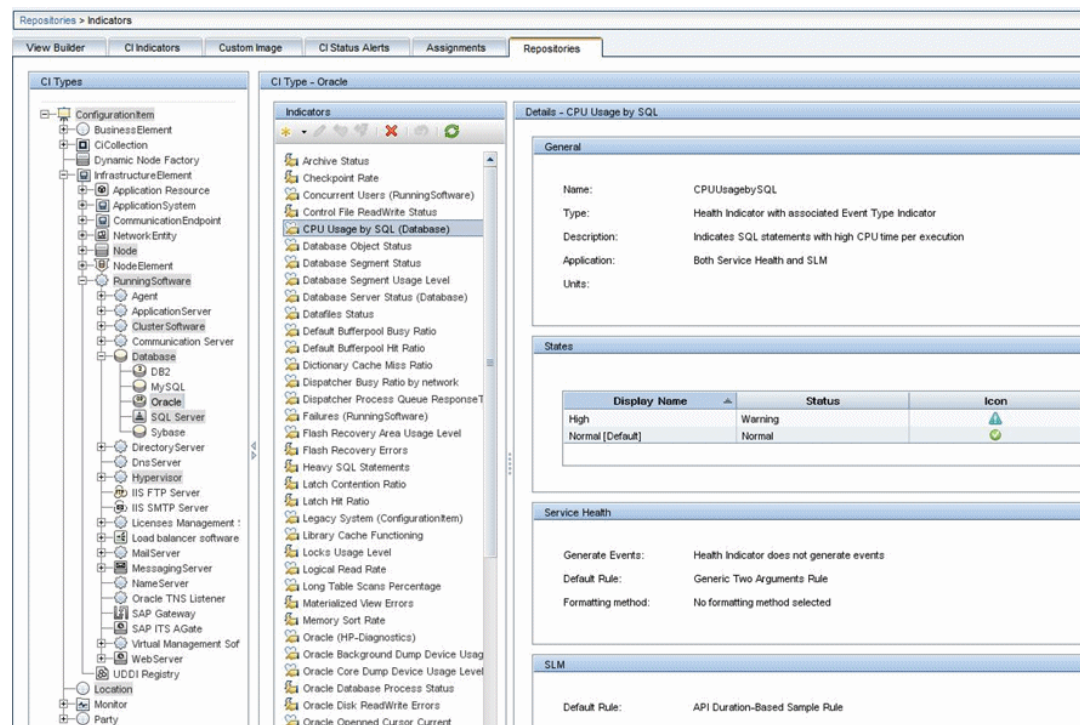 Repositories > Indicators
View Builder
CI Indicators
Custom Image
CI Status Alerts
Assignments
Repositories
CI Types
ConfigurationItem
BusinessElement
CiCollection
Dynamic Node Factory
InfrastructureElement
Application Resource
ApplicationSystem
CommunicationEndpoint
NetworkEntity
Node
NodeElement
RunningSoftware
Agent
ApplicationServer
ClusterSoftware
Communication Server
Database
DB2
MySQL
Oracle
SQL Server
Sybase
DirectoryServer
DnsServer
Hypervisor
IIS FTP Server
IIS SMTP Server
Licenses Management
Load balancer software
MailServer
MessagingServer
NameServer
Oracle TNS Listener
SAP Gateway
SAP ITS AGate
Virtual Management Sof
WebServer
UDDI Registry
Location
Monitor
Party
CI Type - Oracle
Indicators
Archive Status
Checkpoint Rate
Concurrent Users (RunningSoftware)
Control File ReadWrite Status
CPU Usage by SQL (Database)
Database Object Status
Database Segment Status
Database Segment Usage Level
Database Server Status (Database)
Datafiles Status
Default Bufferpool Busy Ratio
Default Bufferpool Hit Ratio
Dictionary Cache Miss Ratio
Dispatcher Busy Ratio by network
Dispatcher Process Queue ResponseT
Failures (RunningSoftware)
Flash Recovery Area Usage Level
Flash Recovery Errors
Heavy SQL Statements
Latch Contention Ratio
Latch Hit Ratio
Legacy System (ConfigurationItem)
Library Cache Functioning
Locks Usage Level
Logical Read Rate
Long Table Scans Percentage
Materialized View Errors
Memory Sort Rate
Oracle (HP-Diagnostics)
Oracle Background Dump Device Usag
Oracle Core Dump Device Usage Level
Oracle Database Process Status
Oracle Disk ReadWrite Errors
Oracle Openned Cursor Current
Details - CPU Usage by SQL
General
Name: CPUUsagebySQL
Type: Health Indicator with associated Event Type Indicator
Description: Indicates SQL statements with high CPU time per execution
Application: Both Service Health and SLM
Units:
States
Display Name Status Icon
High Warning
Normal [Default] Normal
Service Health
Generate Events: Health Indicator does not generate events
Default Rule: Generic Two Arguments Rule
Formatting method: No formatting method selected
SLM
Default Rule: API Duration-Based Sample Rule